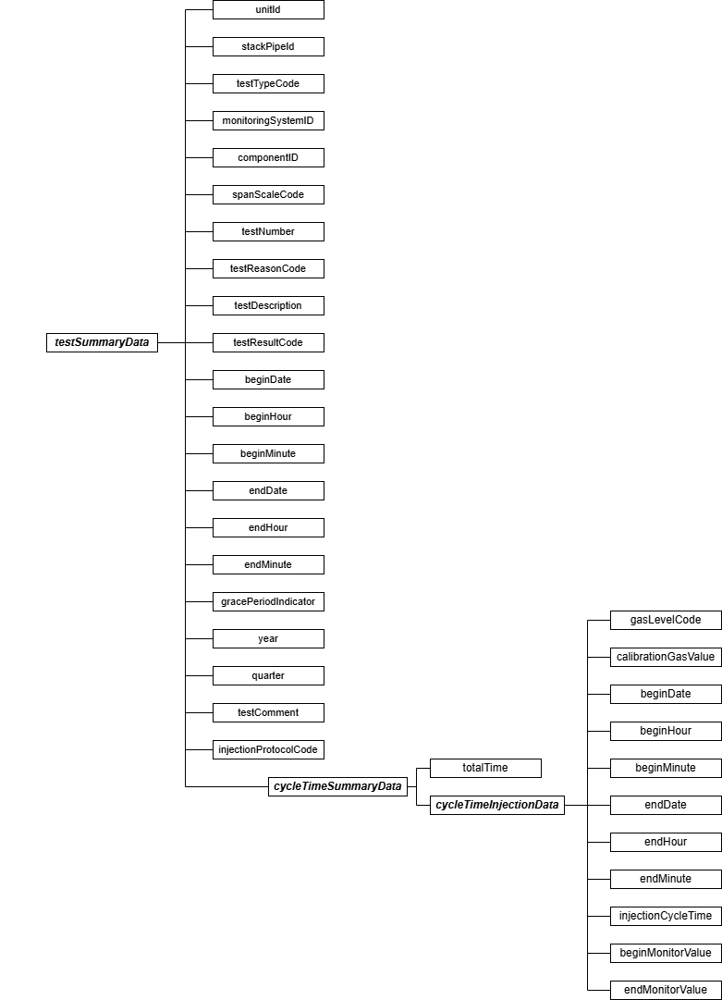 unitId
stackPipeId
testTypeCode
monitoringSystemID
componentID
spanScaleCode
testNumber
testReasonCode
testDescription
testSummaryData
testResultCode
beginDate
beginHour
beginMinute
endDate
endHour
endMinute
gracePeriodIndicator
year
quarter
testComment
injectionProtocolCode
cycleTimeSummaryData
totalTime
cycleTimeInjectionData
gasLevelCode
calibrationGasValue
beginDate
beginHour
beginMinute
endDate
endHour
endMinute
injectionCycleTime
beginMonitorValue
endMonitorValue